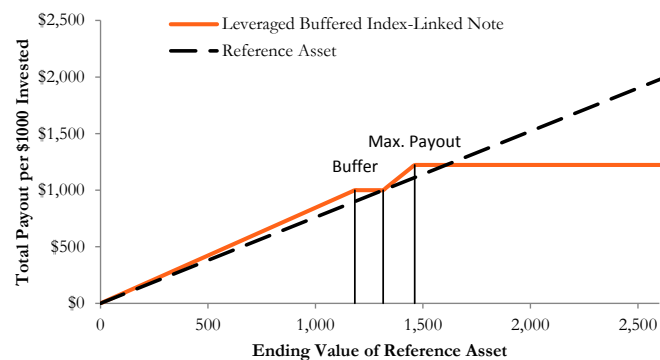 $2,500
Leveraged Buffered Index-Linked Note
Reference Asset
$2,000
$1,500
Max. Payout
Buffer
$1,000
$500
$0
Total Payout per $1000 Invested
0
500
1,000
1,500
2,000
2,500
Ending Value of Reference Asset